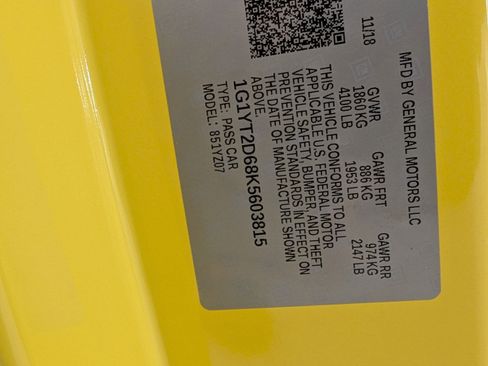 MFD BY GENERAL MOTORS LLC
11/18
GVWR GAWR FRT GAWR RR
1860 KG 886 KG 974 KG
4100 LB 1953 LB 2147 LB
THIS VEHICLE CONFORMS TO ALL
APPLICABLE U.S. FEDERAL MOTOR
VEHICLE SAFETY, BUMPER, AND THEFT
PREVENTION STANDARDS IN EFFECT ON
THE DATE OF MANUFACTURE SHOWN
ABOVE.
1G1YT2D68K5603815
TYPE: PASS CAR
MODEL: 851YZ07